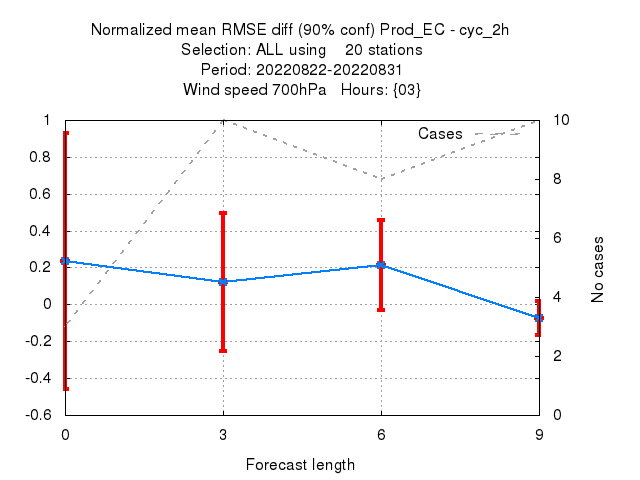 Normalized mean RMSE diff (90% conf) Prod_EC - cyc_2h
Selection: ALL using 20 stations
Period: 20220822-20220831
Wind speed 700hPa Hours: {03}
Cases
1
0.8
0.6
0.4
0.2
0
-0.2
-0.4
-0.6
10
8
6
4
2
0
No cases
0 3 6 9
Forecast length